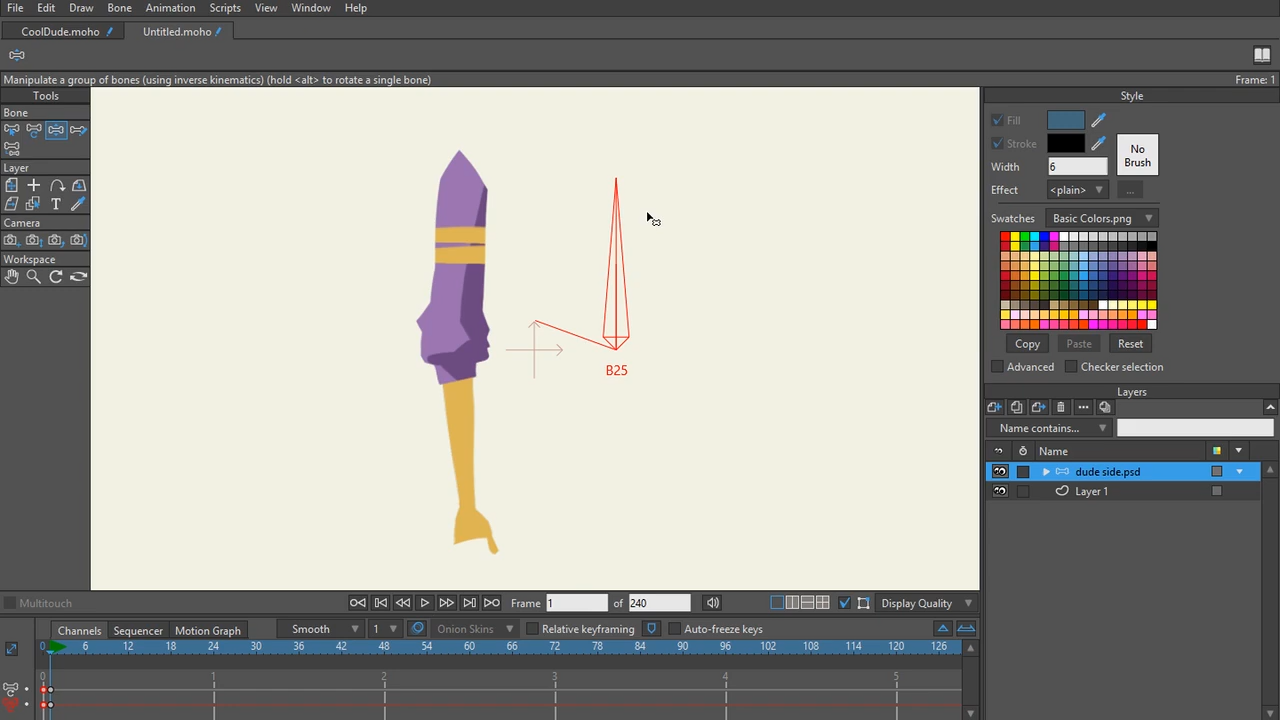 File Edit Draw Bone Animation Scripts View Window Help
CoolDude.moho Untitled.moho
Manipulate a group of bones (using inverse kinematics) (hold <alt> to rotate a single bone) Frame: 1
Tools Style
Bone
Fill
Stroke
No Brush
Width 6
Layer
Effect <plain> ...
T
Camera
Swatches Basic Colors.png
Workspace
B25
Copy Paste Reset
Advanced Checker selection
Layers
Name contains...
Name
dude side.psd
Layer 1
Multitouch Frame 1 of 240 Display Quality
Channels Sequencer Motion Graph Smooth 1 Onion Skins Relative keyframing Auto-freeze keys
0 6 12 18 24 30 36 42 48 54 60 66 72 78 84 90 96 102 108 114 120 126
0 1 2 3 4 5